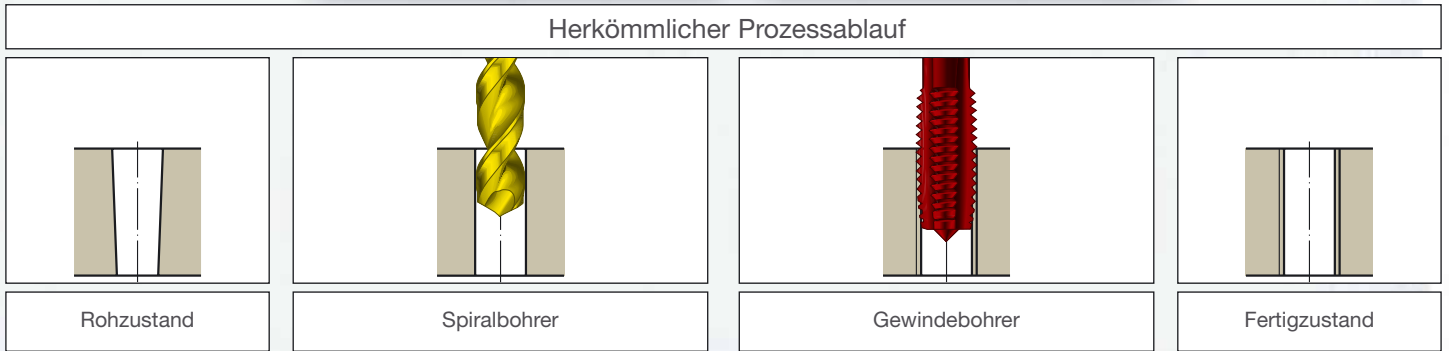 Herkömmlicher Prozessablauf
Rohzustand
Spiralbohrer
Gewindebohrer
Fertigzustand